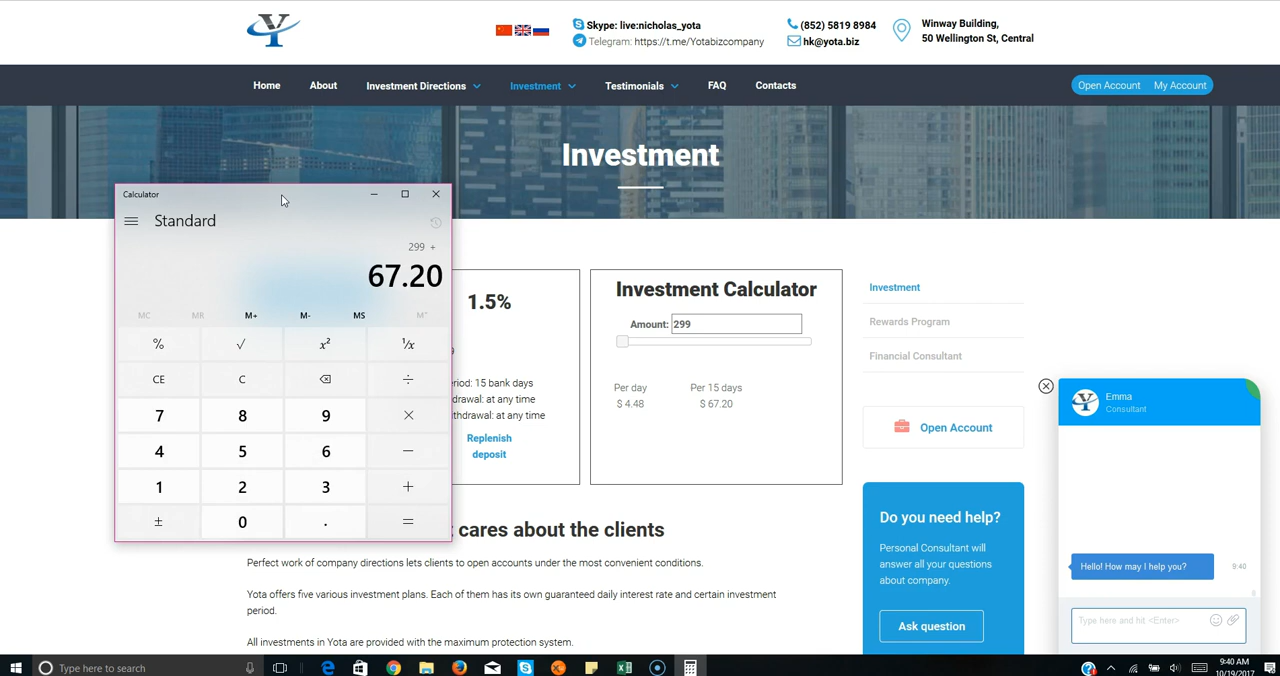 Y
Skype: live:nicholas_yota
Telegram: https://t.me/Yotabizcompany
(852) 5819 8984
hk@yota.biz
Winway Building,
50 Wellington St, Central
Home About Investment Directions Investment Testimonials FAQ Contacts
Open Account My Account
Investment
Calculator
Standard
299 +
67.20
MC MR M+ M- MS M˅
% √ x² ¹/x
CE C ⌫ ÷
7 8 9 ×
4 5 6 −
1 2 3 +
± 0 . =
1.5%
9
eriod: 15 bank days
drawal: at any time
thdrawal: at any time
Replenish
deposit
Investment Calculator
Amount: 299
Per day Per 15 days
$ 4.48 $ 67.20
Investment
Rewards Program
Financial Consultant
Open Account
Do you need help?
Personal Consultant will
answer all your questions
about company.
Ask question
Emma
Consultant
Hello! How may I help you? 9:40
Type here and hit <Enter>
cares about the clients
Perfect work of company directions lets clients to open accounts under the most convenient conditions.
Yota offers five various investment plans. Each of them has its own guaranteed daily interest rate and certain investment
period.
All investments in Yota are provided with the maximum protection system.
Type here to search
9:40 AM
10/19/2017